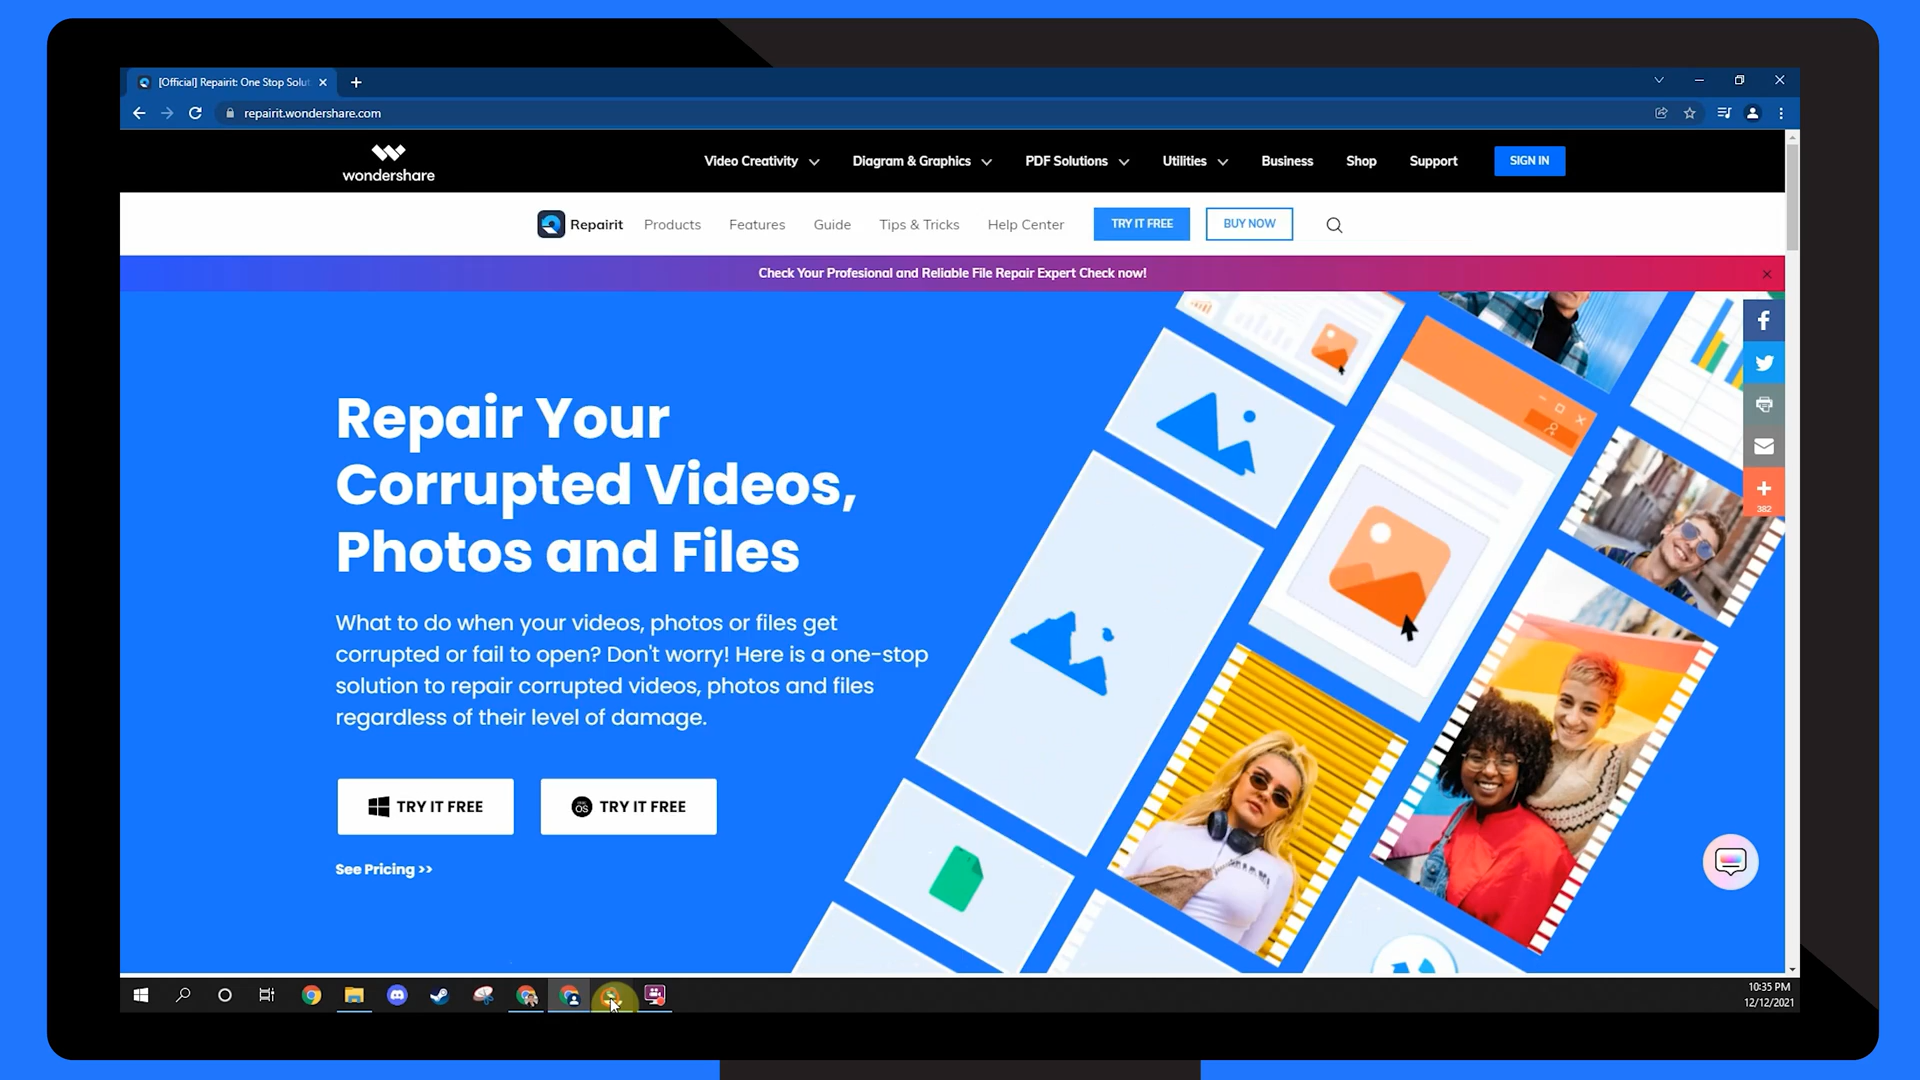 [Official] Repairit: One Stop Solut
repairit.wondershare.com
wondershare
Video Creativity
Diagram & Graphics
PDF Solutions
Utilities
Business
Shop
Support
SIGN IN
Repairit
Products
Features
Guide
Tips & Tricks
Help Center
TRY IT FREE
BUY NOW
Check Your Profesional and Reliable File Repair Expert Check now!
Repair Your
Corrupted Videos,
Photos and Files
What to do when your videos, photos or files get
corrupted or fail to open? Don't worry! Here is a one-stop
solution to repair corrupted videos, photos and files
regardless of their level of damage.
TRY IT FREE
OS TRY IT FREE
See Pricing >>
382
10:35 PM
12/12/2021